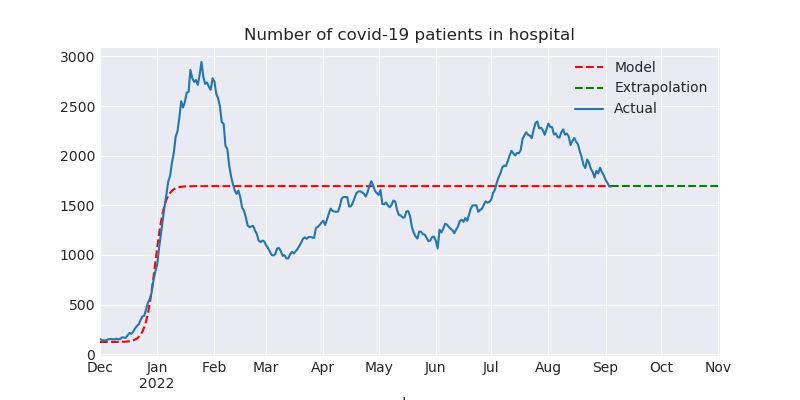 Number of covid-19 patients in hospital
Model
Extrapolation
Actual
3000
2500
2000
1500
1000
500
0
Dec Jan Feb Mar Apr May Jun Jul Aug Sep Oct Nov
2022